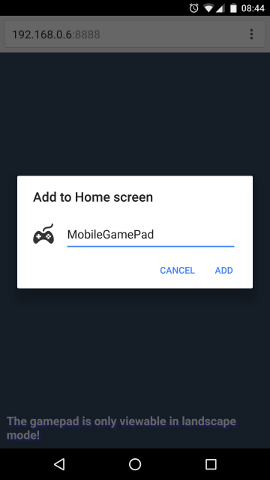 08:44
192.168.0.6:8888
Add to Home screen
MobileGamePad
CANCEL ADD
The gamepad is only viewable in landscape
mode!